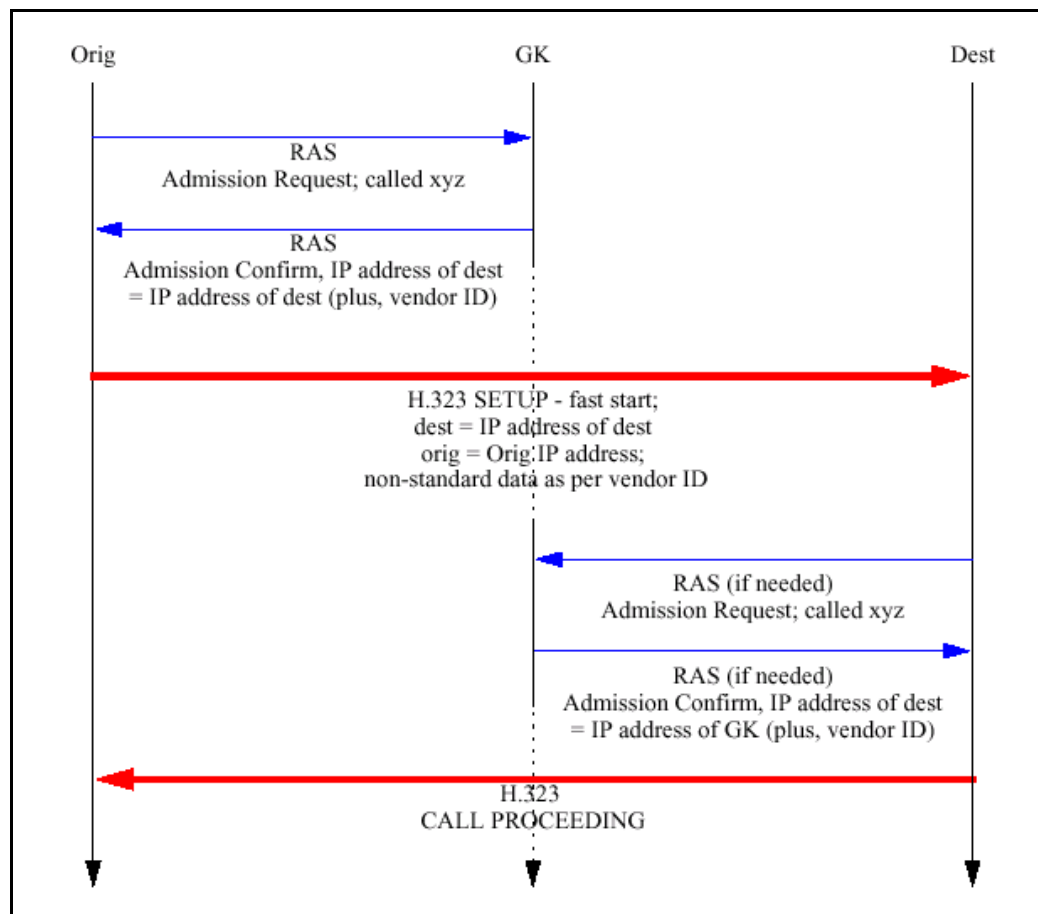 Orig
GK
Dest
RAS
Admission Request; called xyz
RAS
Admission Confirm, IP address of dest
= IP address of dest (plus, vendor ID)
H.323 SETUP - fast start;
dest = IP address of dest
orig = Orig IP address;
non-standard data as per vendor ID
RAS (if needed)
Admission Request; called xyz
RAS (if needed)
Admission Confirm, IP address of dest
= IP address of GK (plus, vendor ID)
H.323
CALL PROCEEDING